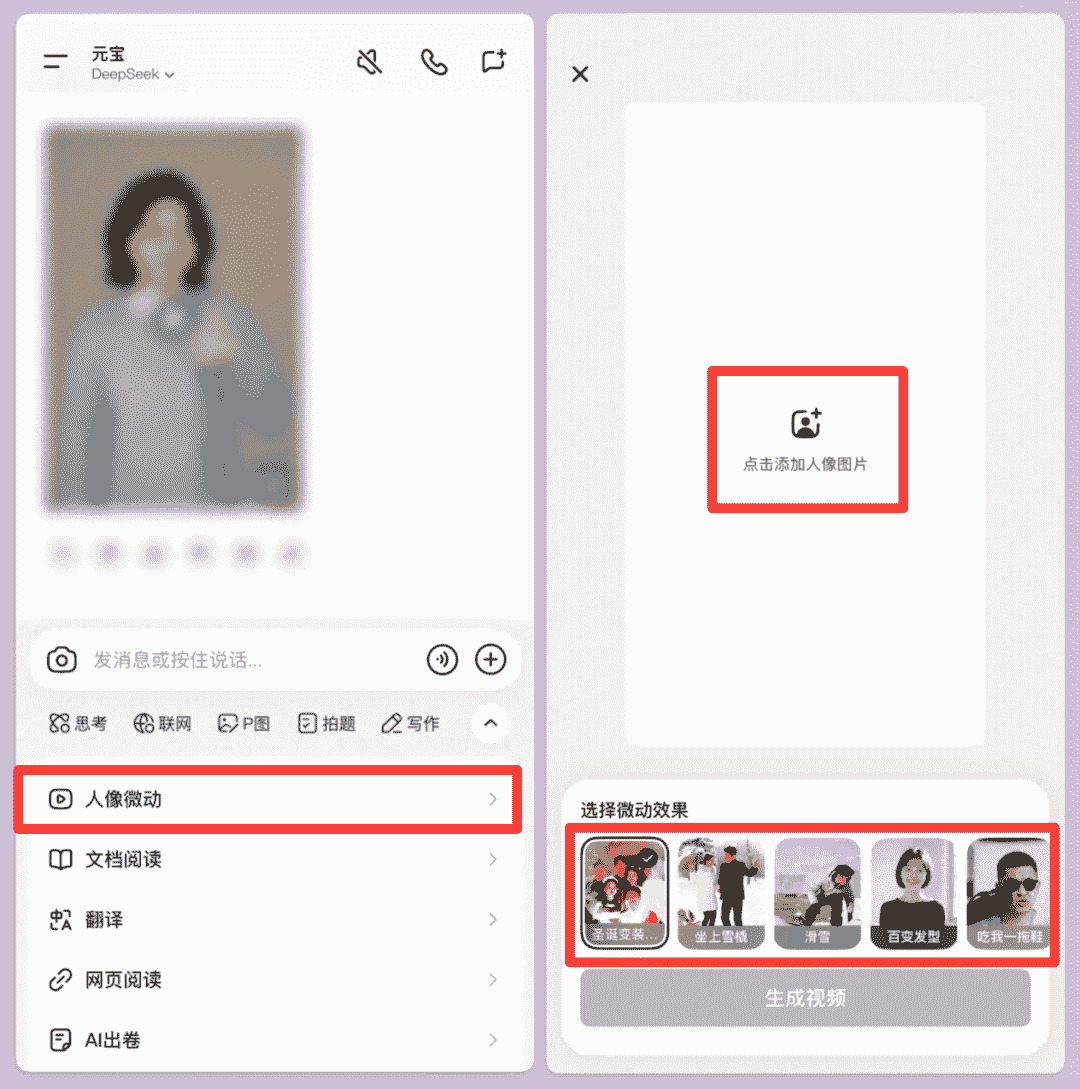 元宝
DeepSeek
发消息或按住说话...
思考 联网 P图 拍题 写作
人像微动
文档阅读
翻译
网页阅读
AI出卷
点击添加人像图片
选择微动效果
圣诞变装... 坐上雪橇 滑雪 百变发型 吃我一拖鞋
生成视频